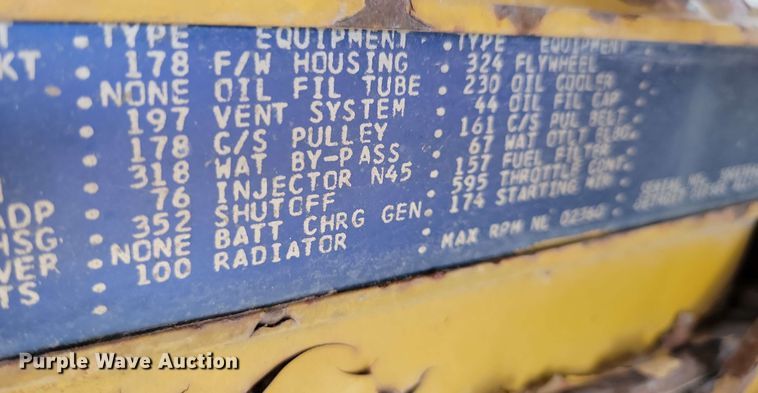 T TYPE EQUIPMENT TYPE EQUIPMENT
KT 178 F/W HOUSING 324 FLYWHEEL
NONE OIL FIL TUBE 230 OIL COOLER
197 VENT SYSTEM 44 OIL FIL CAP
178 C/S PULLEY 161 C/S PUL BELT
318 WAT BY-PASS 67 WAT OTLT
76 INJECTOR N45 157 FUEL FILTER
ADP 352 SHUTOFF 595 THROTTLE CONT
HSG NONE BATT CHRG GEN 174 STARTING
VER 100 RADIATOR MAX RPM NL 02360
TS
Purple Wave Auction